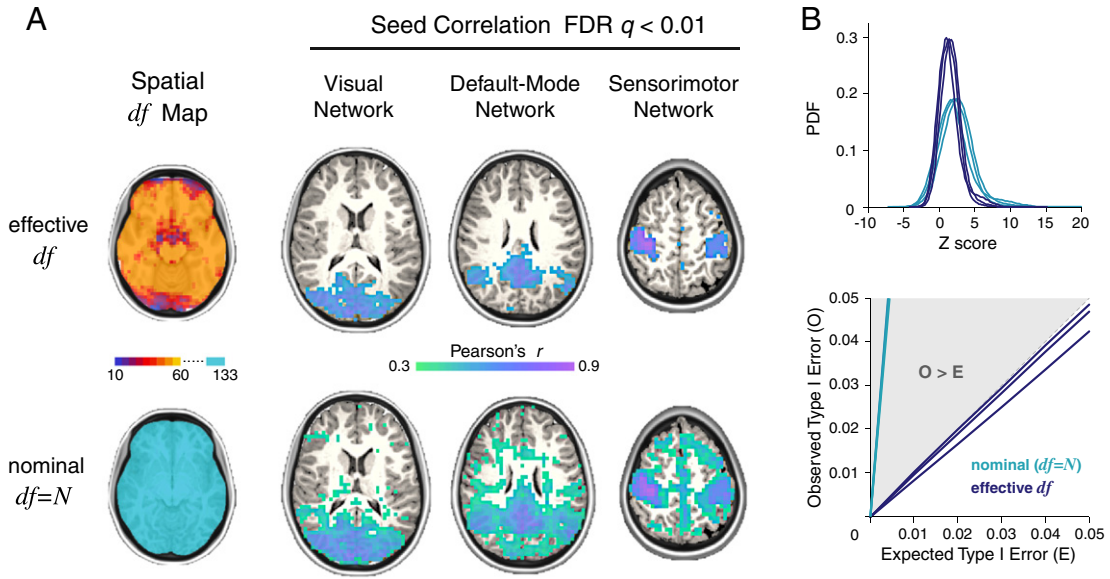 A
Seed Correlation FDR q < 0.01
Spatial
df Map
Visual
Network
Default-Mode
Network
Sensorimotor
Network
effective
df
10
60
133
Pearson's r
0.3
0.9
nominal
df=N
B
0.3
0.2
0.1
0
PDF
-10
-5
0
5
10
15
20
Z score
0.05
0.04
0.03
0.02
0.01
Observed Type I Error (O)
O > E
nominal (df=N)
effective df
0
0.01
0.02
0.03
0.04
0.05
Expected Type I Error (E)